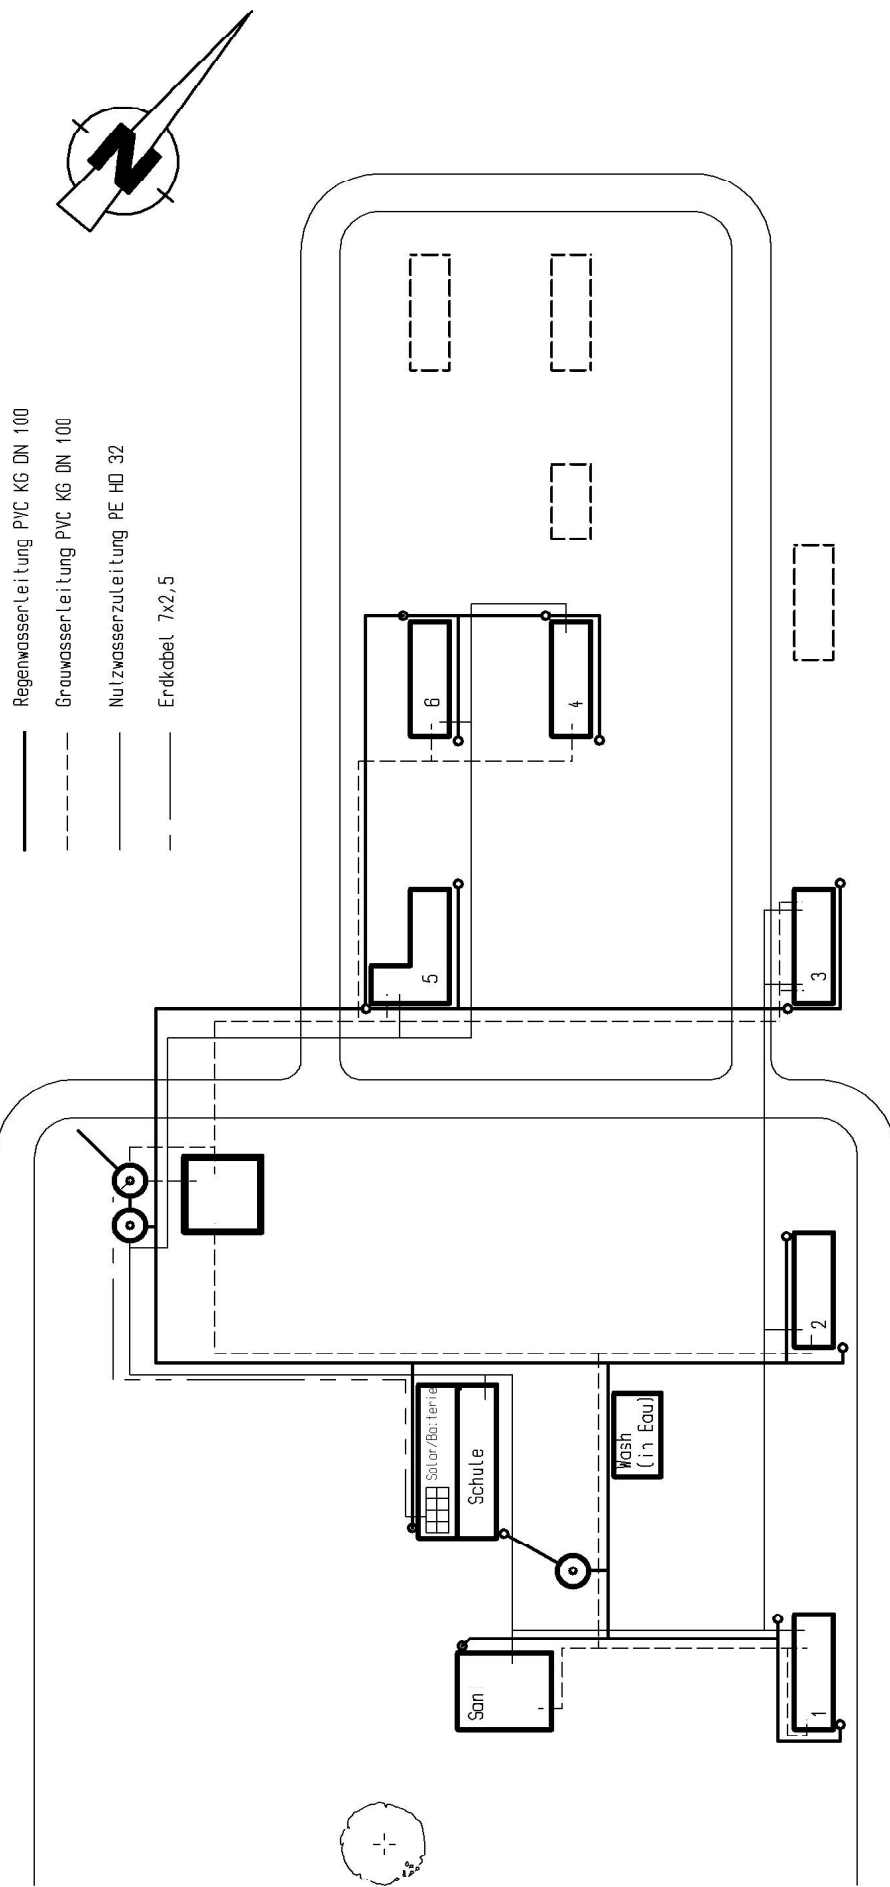 N
Regenwasserleitung PVC KG DN 100
Grauwasserleitung PVC KG DN 100
Nutzwasserzuleitung PE HD 32
Erdkabel 7x2,5
6
4
5
3
2
Solar/Batterie
Schule
Wash
(in Eau)
San
1